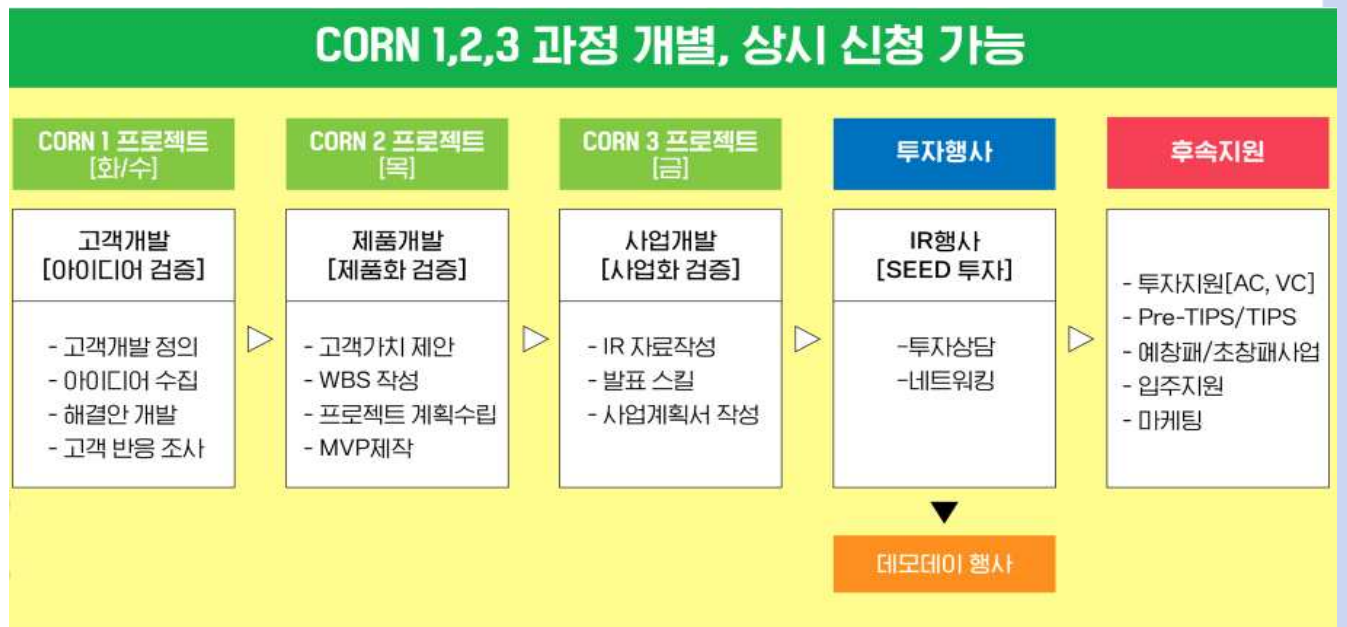 CORN 1,2,3 과정 개별, 상시 신청 가능
CORN 1 프로젝트
[화/수]
고객개발
[아이디어 검증]
- 고객개발 정의
- 아이디어 수집
- 해결안 개발
- 고객 반응 조사
CORN 2 프로젝트
[목]
제품개발
[제품화 검증]
- 고객가치 제안
- WBS 작성
- 프로젝트 계획수립
- MVP제작
CORN 3 프로젝트
[금]
사업개발
[사업화 검증]
- IR 자료작성
- 발표 스킬
- 사업계획서 작성
투자행사
IR행사
[SEED 투자]
-투자상담
-네트워킹
데모데이 행사
후속지원
- 투자지원[AC, VC]
- Pre-TIPS/TIPS
- 예창패/초창패사업
- 입주지원
- 마케팅